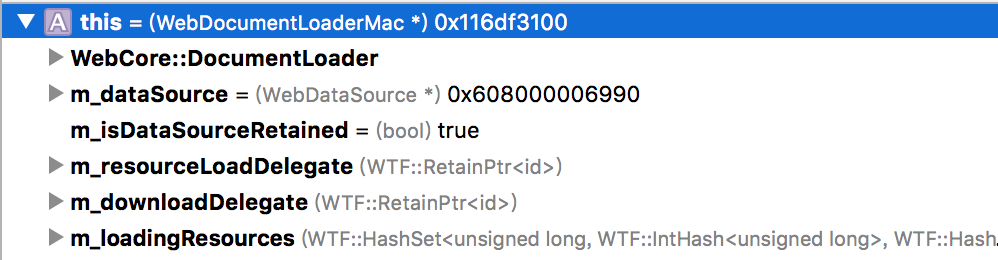 A this = (WebDocumentLoaderMac *) 0x116df3100
WebCore::DocumentLoader
m_dataSource = (WebDataSource *) 0x608000006990
m_isDataSourceRetained = (bool) true
m_resourceLoadDelegate (WTF::RetainPtr<id>)
m_downloadDelegate (WTF::RetainPtr<id>)
m_loadingResources (WTF::HashSet<unsigned long, WTF::IntHash<unsigned long>, WTF::Hash